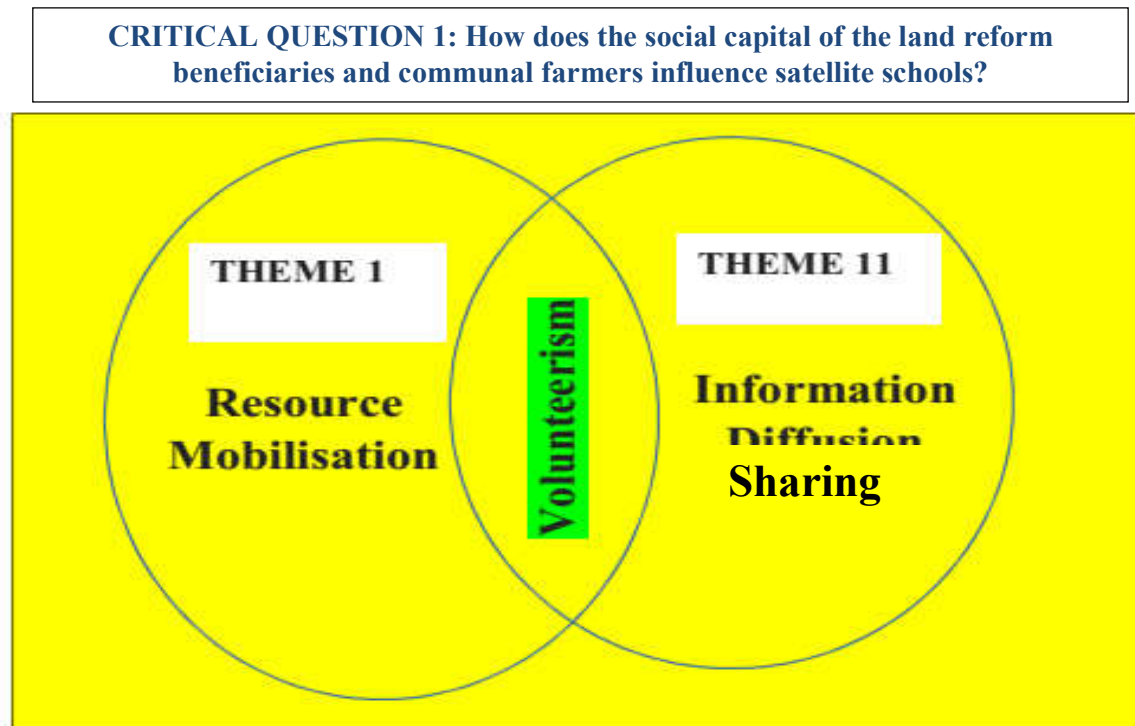 CRITICAL QUESTION 1: How does the social capital of the land reform
beneficiaries and communal farmers influence satellite schools?
THEME 1
Resource
Mobilisation
Volunteerism
THEME 11
Information
Diffusion
Sharing